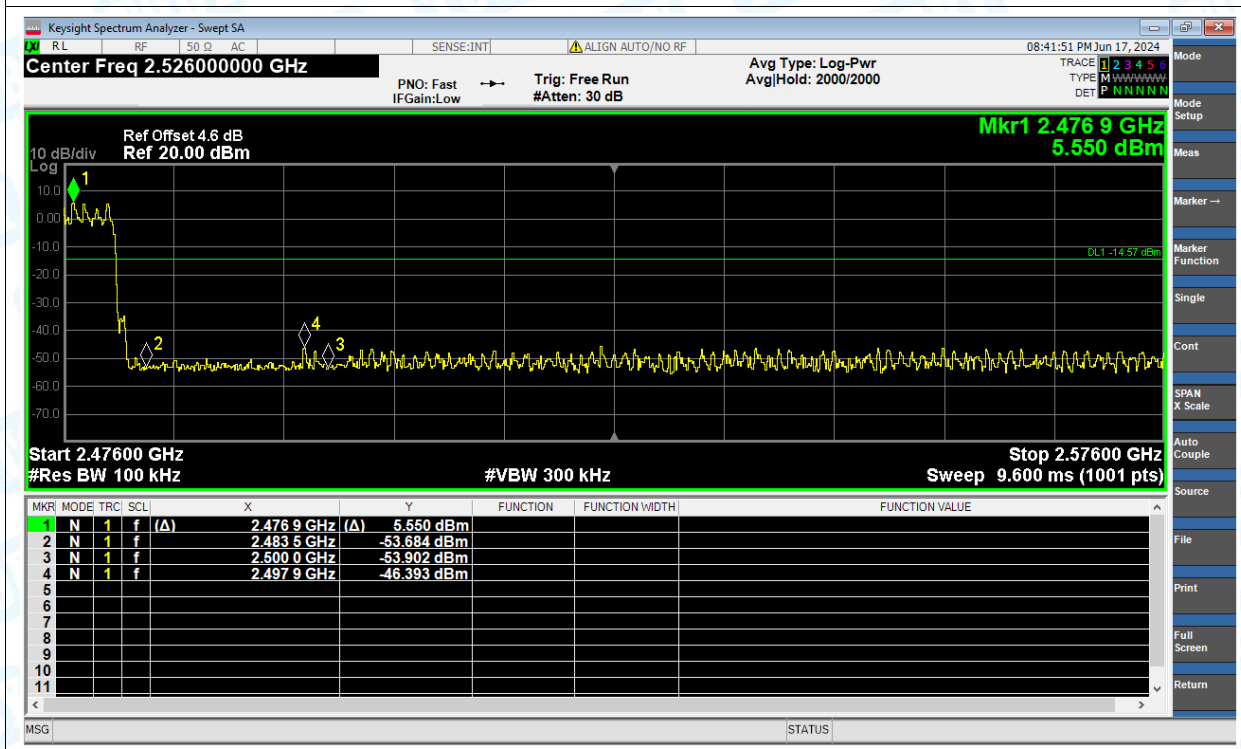 Keysight Spectrum Analyzer - Swept SA
LXI RL RF 50 Ω AC SENSE:INT ALIGN AUTO/NO RF 08:41:51 PM Jun 17, 2024
Center Freq 2.526000000 GHz
PNO: Fast
IFGain:Low
Trig: Free Run
#Atten: 30 dB
Avg Type: Log-Pwr
Avg|Hold: 2000/2000
TRACE 1 2 3 4 5 6
TYPE M WWWWW
DET P N N N N N
Mkr1 2.476 9 GHz
5.550 dBm
Ref Offset 4.6 dB
10 dB/div Ref 20.00 dBm
Log
10.0
0.00
-10.0
-20.0
-30.0
-40.0
-50.0
-60.0
-70.0
1
2
4
3
DL1 -14.57 dBm
Start 2.47600 GHz Stop 2.57600 GHz
#Res BW 100 kHz #VBW 300 kHz Sweep 9.600 ms (1001 pts)
MKR MODE TRC SCL X Y FUNCTION FUNCTION WIDTH FUNCTION VALUE
1 N 1 f (Δ) 2.476 9 GHz (Δ) 5.550 dBm
2 N 1 f 2.483 5 GHz -53.684 dBm
3 N 1 f 2.500 0 GHz -53.902 dBm
4 N 1 f 2.497 9 GHz -46.393 dBm
5
6
7
8
9
10
11
MSG STATUS
Mode
Mode
Setup
Meas
Marker →
Marker
Function
Single
Cont
SPAN
X Scale
Auto
Couple
Source
File
Print
Full
Screen
Return